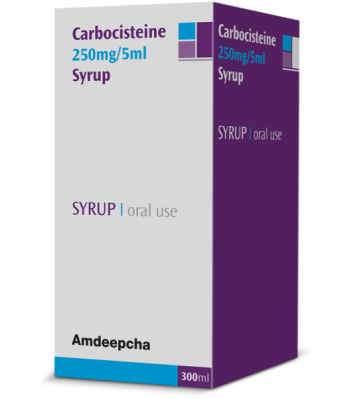 Carbocisteine
250mg/5ml
Syrup
SYRUP | oral use
Amdeepcha
300ml
Carbocisteine
250mg/5ml
Syrup
SYRUP | oral use